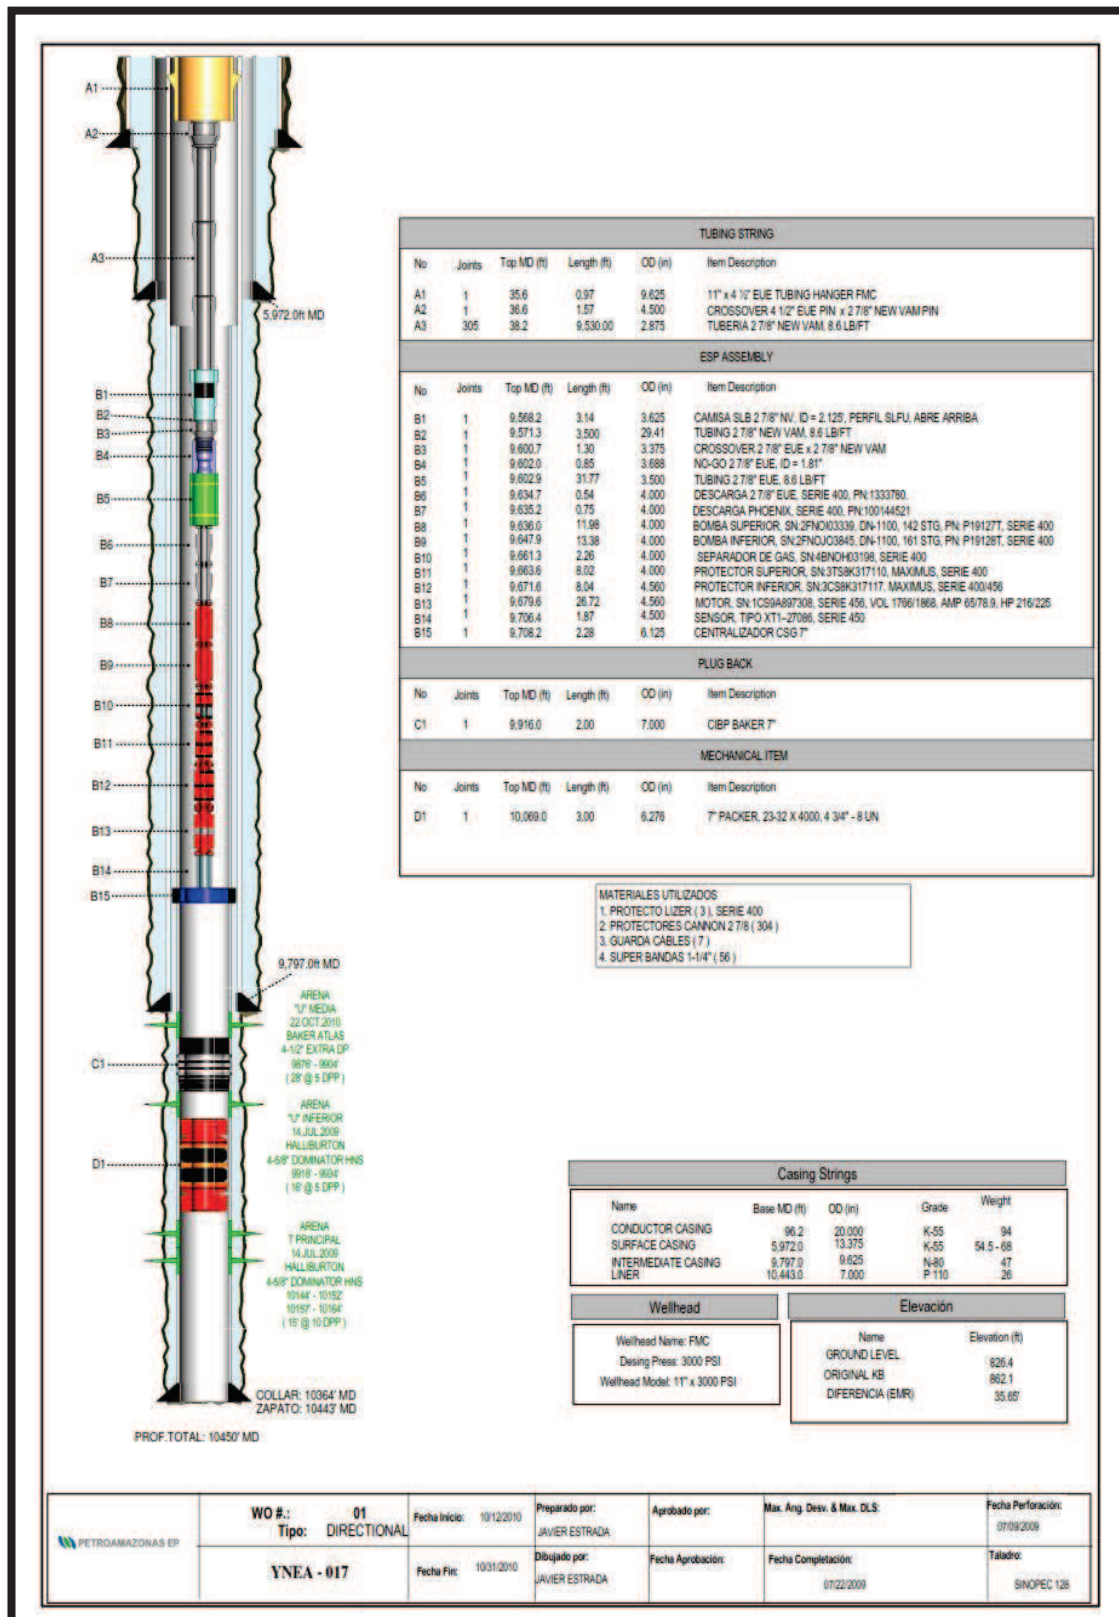 A1
A2
A3
5,972.0ft MD
B1
B2
B3
B4
B5
B6
B7
B8
B9
B10
B11
B12
B13
B14
B15
9,797.0ft MD
ARENA
"U" MEDIA
22.OCT.2010
BAKER ATLAS
4-1/2" EXTRA DP
9876' - 9904'
( 28' @ 5 DPP )
C1
ARENA
"U" INFERIOR
14.JUL.2009
HALLIBURTON
4-5/8" DOMINATOR HNS
9918' - 9934'
( 16' @ 5 DPP )
D1
ARENA
T PRINCIPAL
14.JUL.2009
HALLIBURTON
4-5/8" DOMINATOR HNS
10144' - 10152'
10157' - 10164'
( 15' @ 10 DPP )
COLLAR: 10364' MD
ZAPATO: 10443' MD
PROF.TOTAL: 10450' MD
TUBING STRING
No Joints Top MD (ft) Length (ft) OD (in) Item Description
A1 1 35.6 0.97 9.625 11" x 4 ½" EUE TUBING HANGER FMC
A2 1 36.6 1.57 4.500 CROSSOVER 4 1/2" EUE PIN x 2 7/8" NEW VAM PIN
A3 305 38.2 9,530.00 2.875 TUBERIA 2 7/8" NEW VAM, 8.6 LB/FT
ESP ASSEMBLY
No Joints Top MD (ft) Length (ft) OD (in) Item Description
B1 1 9,568.2 3.14 3.625 CAMISA SLB 2 7/8" NV, ID = 2.125', PERFIL SLFU, ABRE ARRIBA
B2 1 9,571.3 3,500 29.41 TUBING 2 7/8" NEW VAM, 8.6 LB/FT
B3 1 9,600.7 1.30 3.375 CROSSOVER 2 7/8" EUE x 2 7/8" NEW VAM
B4 1 9,602.0 0.85 3.688 NO-GO 2 7/8" EUE, ID = 1.81"
B5 1 9,602.9 31.77 3.500 TUBING 2 7/8" EUE, 8.6 LB/FT
B6 1 9,634.7 0.54 4.000 DESCARGA 2 7/8" EUE, SERIE 400, PN:1333780.
B7 1 9,635.2 0.75 4.000 DESCARGA PHOENIX, SERIE 400, PN:100144521
B8 1 9,636.0 11.98 4.000 BOMBA SUPERIOR, SN:2FNOI03339, DN-1100, 142 STG, PN: P19127T, SERIE 400
B9 1 9,647.9 13.38 4.000 BOMBA INFERIOR, SN:2FNOJO3845, DN-1100, 161 STG, PN: P19128T, SERIE 400
B10 1 9,661.3 2.26 4.000 SEPARADOR DE GAS, SN:4BNOH03198, SERIE 400
B11 1 9,663.6 8.02 4.000 PROTECTOR SUPERIOR, SN:3TS8K317110, MAXIMUS, SERIE 400
B12 1 9,671.6 8.04 4.560 PROTECTOR INFERIOR, SN:3CS8K317117, MAXIMUS, SERIE 400/456
B13 1 9,679.6 26.72 4.560 MOTOR, SN:1CS9A897308, SERIE 456, VOL 1766/1868, AMP 65/78.9, HP 216/225
B14 1 9,706.4 1.87 4.500 SENSOR, TIPO XT1-27086, SERIE 450
B15 1 9,708.2 2.28 6.125 CENTRALIZADOR CSG 7"
PLUG BACK
No Joints Top MD (ft) Length (ft) OD (in) Item Description
C1 1 9,916.0 2.00 7.000 CIBP BAKER 7"
MECHANICAL ITEM
No Joints Top MD (ft) Length (ft) OD (in) Item Description
D1 1 10,069.0 3.00 6.276 7" PACKER, 23-32 X 4000, 4 3/4" - 8 UN
MATERIALES UTILIZADOS
1. PROTECTO LIZER ( 3 ), SERIE 400
2. PROTECTORES CANNON 2 7/8 ( 304 )
3. GUARDA CABLES ( 7 )
4. SUPER BANDAS 1-1/4" ( 56 )
Casing Strings
Name Base MD (ft) OD (in) Grade Weight
CONDUCTOR CASING 96.2 20.000 K-55 94
SURFACE CASING 5,972.0 13.375 K-55 54.5 - 68
INTERMEDIATE CASING 9,797.0 9.625 N-80 47
LINER 10,443.0 7.000 P 110 26
Wellhead
Wellhead Name: FMC
Desing Press: 3000 PSI
Wellhead Model: 11" x 3000 PSI
Elevación
Name Elevation (ft)
GROUND LEVEL 826.4
ORIGINAL KB 862.1
DIFERENCIA (EMR) 35.65'
PETROAMAZONAS EP
WO #.: 01
Tipo: DIRECTIONAL
YNEA - 017
Fecha Inicio: 10/12/2010
Fecha Fin: 10/31/2010
Preparado por:
JAVIER ESTRADA
Dibujado por:
JAVIER ESTRADA
Aprobado por:
Fecha Aprobación:
Max. Ang. Desv. & Max. DLS:
Fecha Completación:
07/22/2009
Fecha Perforación:
07/09/2009
Taladro:
SINOPEC 128